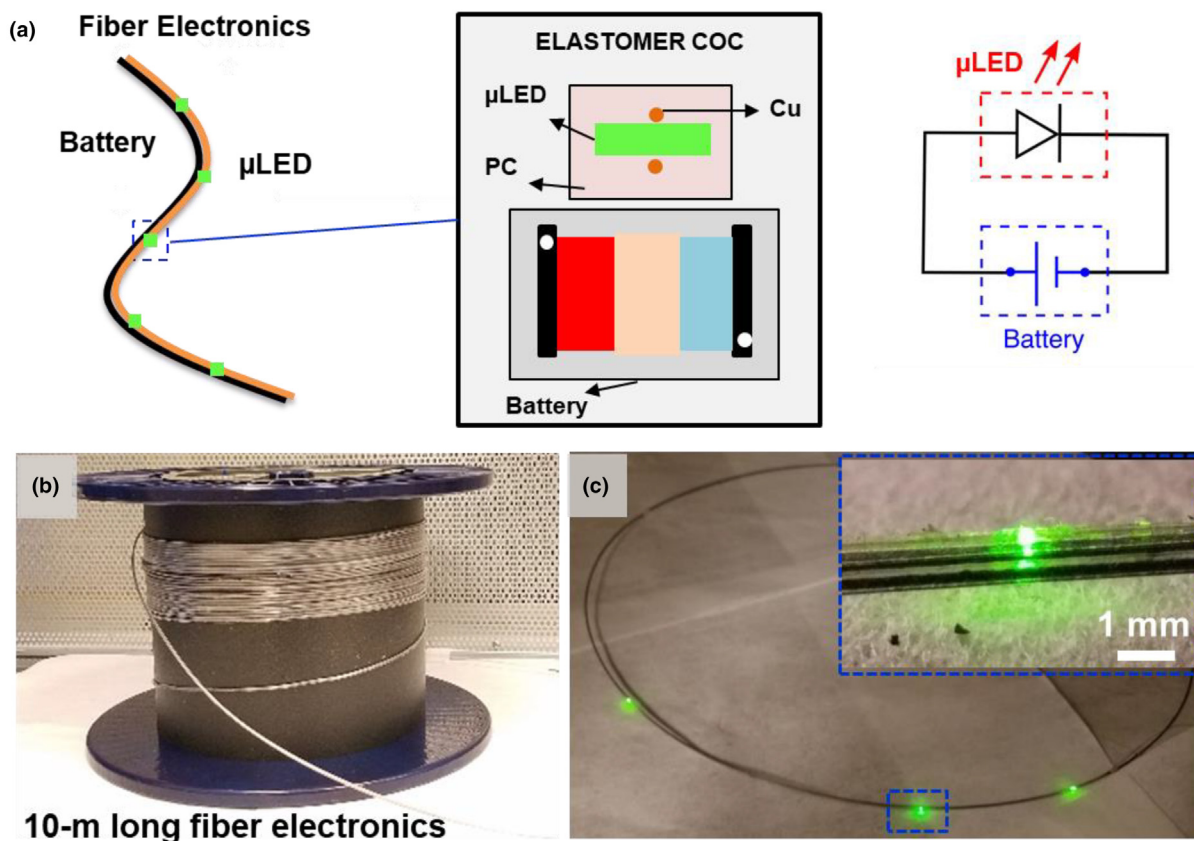 (a)
Fiber Electronics
Battery
µLED
ELASTOMER COC
µLED
Cu
PC
Battery
µLED
Battery
(b)
10-m long fiber electronics
(c)
1 mm